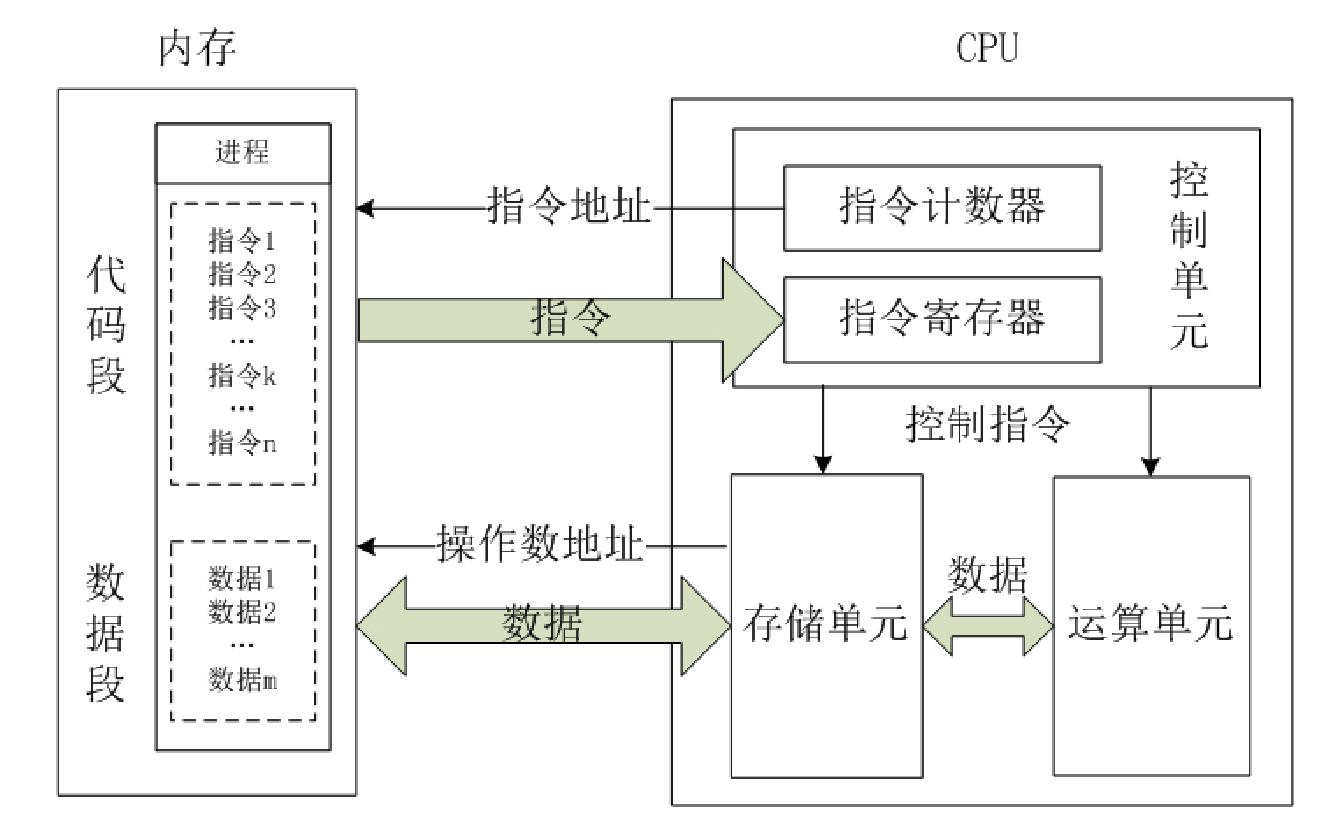 内存
CPU
进程
代码段
指令1
指令2
指令3
…
指令k
…
指令n
数据段
数据1
数据2
…
数据m
指令地址
指令
操作数地址
数据
指令计数器
指令寄存器
控制单元
控制指令
存储单元
数据
运算单元